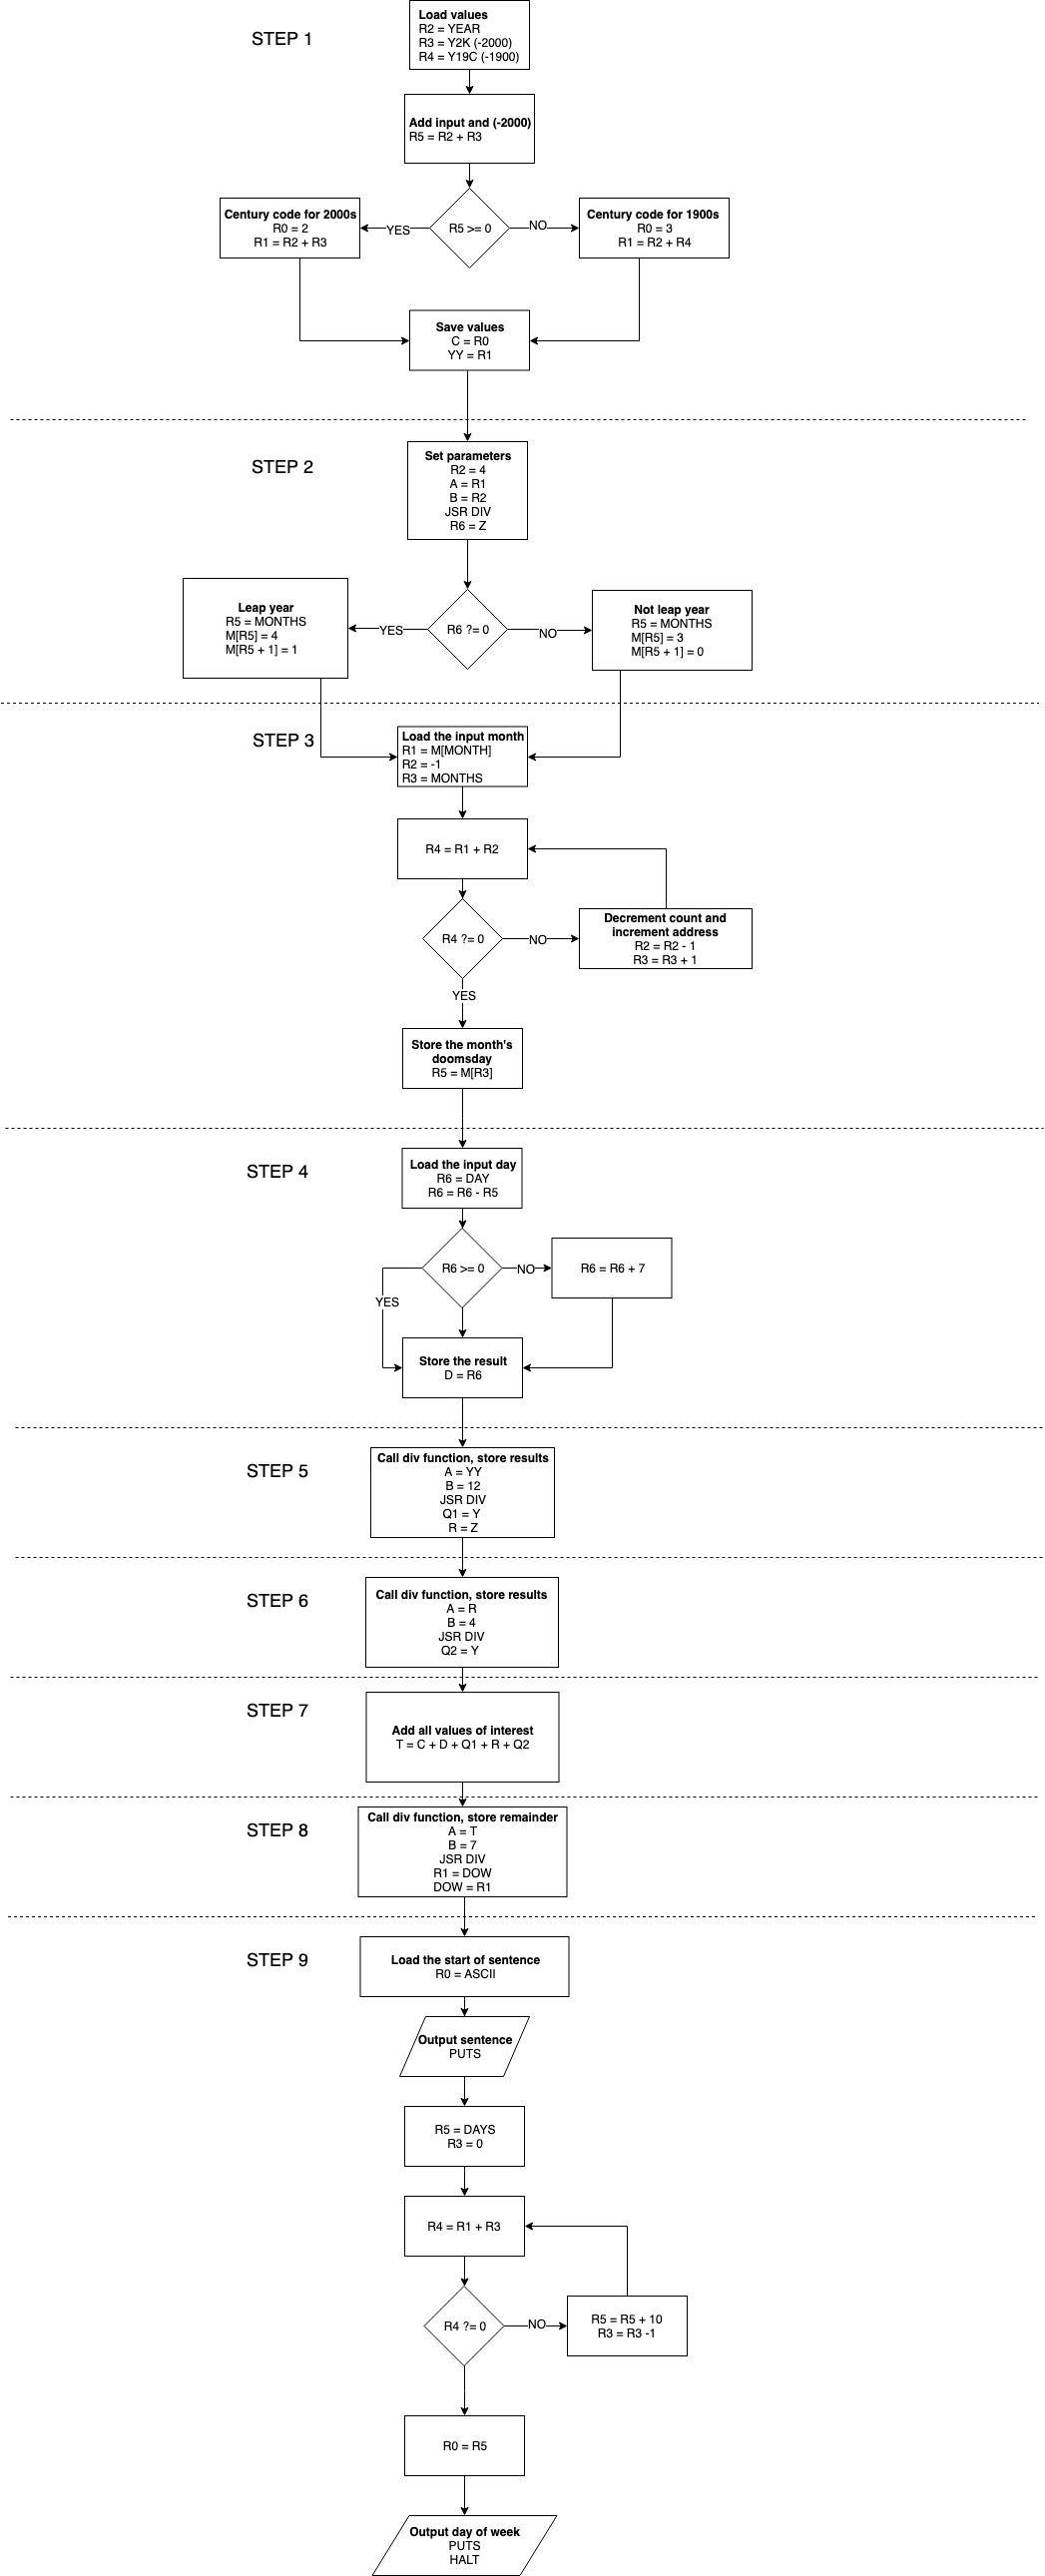 STEP 1
Load values
R2 = YEAR
R3 = Y2K (-2000)
R4 = Y19C (-1900)
Add input and (-2000)
R5 = R2 + R3
R5 >= 0
YES
NO
Century code for 2000s
R0 = 2
R1 = R2 + R3
Century code for 1900s
R0 = 3
R1 = R2 + R4
Save values
C = R0
YY = R1
STEP 2
Set parameters
R2 = 4
A = R1
B = R2
JSR DIV
R6 = Z
R6 ?= 0
YES
NO
Leap year
R5 = MONTHS
M[R5] = 4
M[R5 + 1] = 1
Not leap year
R5 = MONTHS
M[R5] = 3
M[R5 + 1] = 0
STEP 3
Load the input month
R1 = M[MONTH]
R2 = -1
R3 = MONTHS
R4 = R1 + R2
R4 ?= 0
NO
Decrement count and
increment address
R2 = R2 - 1
R3 = R3 + 1
YES
Store the month's
doomsday
R5 = M[R3]
STEP 4
Load the input day
R6 = DAY
R6 = R6 - R5
R6 >= 0
NO
R6 = R6 + 7
YES
Store the result
D = R6
STEP 5
Call div function, store results
A = YY
B = 12
JSR DIV
Q1 = Y
R = Z
STEP 6
Call div function, store results
A = R
B = 4
JSR DIV
Q2 = Y
STEP 7
Add all values of interest
T = C + D + Q1 + R + Q2
STEP 8
Call div function, store remainder
A = T
B = 7
JSR DIV
R1 = DOW
DOW = R1
STEP 9
Load the start of sentence
R0 = ASCII
Output sentence
PUTS
R5 = DAYS
R3 = 0
R4 = R1 + R3
R4 ?= 0
NO
R5 = R5 + 10
R3 = R3 -1
R0 = R5
Output day of week
PUTS
HALT